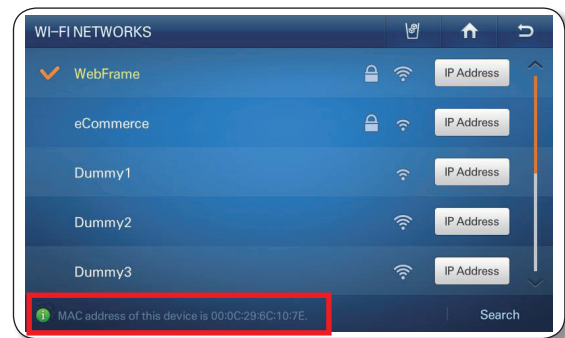 WI-FI NETWORKS
WebFrame IP Address
eCommerce IP Address
Dummy1 IP Address
Dummy2 IP Address
Dummy3 IP Address
MAC address of this device is 00:0C:29:6C:10:7E. Search